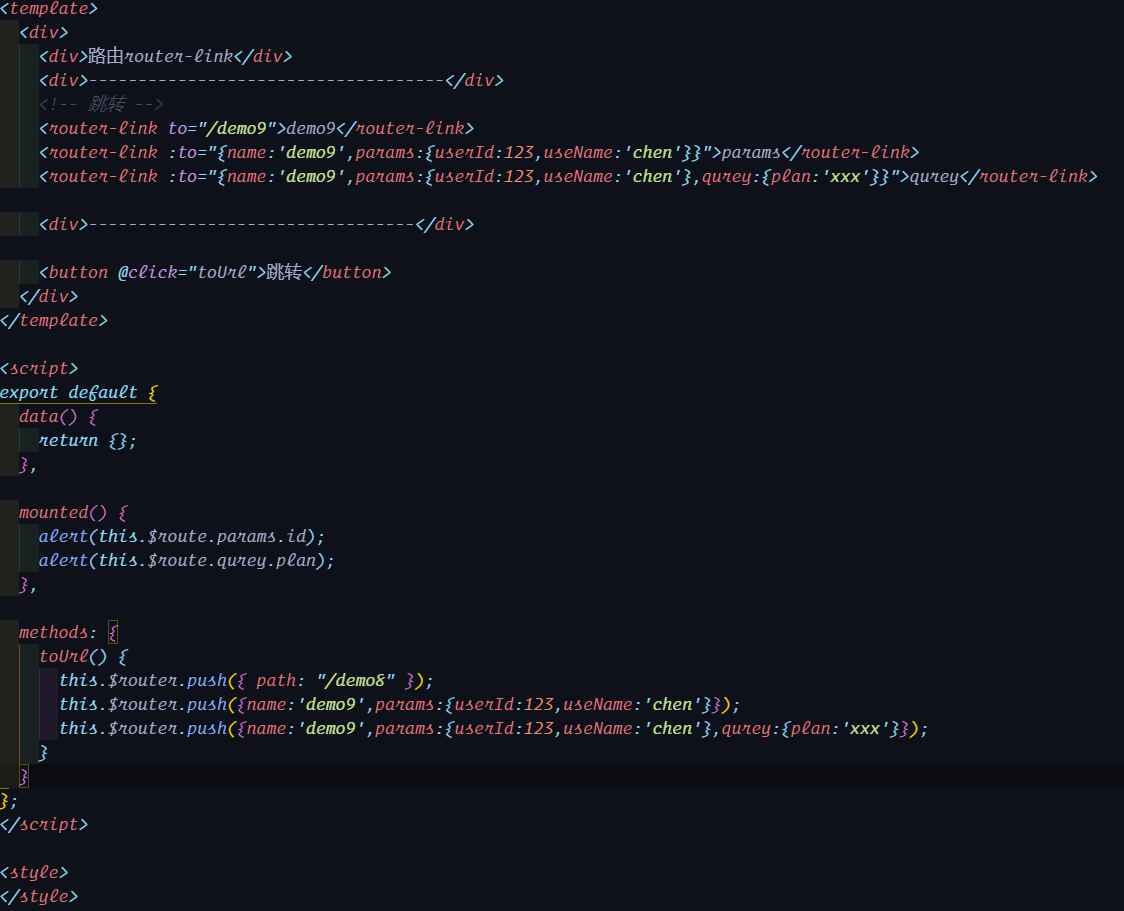 <template>
  <div>
    <div>路由router-link</div>
    <div>------------------------------------</div>
    <!-- 跳转 -->
    <router-link to="/demo9">demo9</router-link>
    <router-link :to="{name:'demo9',params:{userId:123,useName:'chen'}}">params</router-link>
    <router-link :to="{name:'demo9',params:{userId:123,useName:'chen'},qurey:{plan:'xxx'}}">qurey</router-link>

    <div>---------------------------------</div>

    <button @click="toUrl">跳转</button>
  </div>
</template>

<script>
export default {
  data() {
    return {};
  },

  mounted() {
    alert(this.$route.params.id);
    alert(this.$route.qurey.plan);
  },

  methods: {
    toUrl() {
      this.$router.push({ path: "/demo8" });
      this.$router.push({name:'demo9',params:{userId:123,useName:'chen'}});
      this.$router.push({name:'demo9',params:{userId:123,useName:'chen'},qurey:{plan:'xxx'}});
    }
  }
};
</script>

<style>
</style>